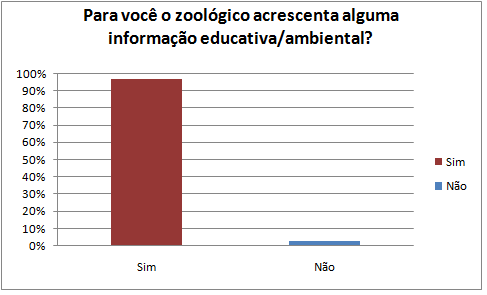 Para você o zoológico acrescenta alguma
informação educativa/ambiental?
100%
90%
80%
70%
60%
50%
40%
30%
20%
10%
0%
Sim
Não
Sim
Não